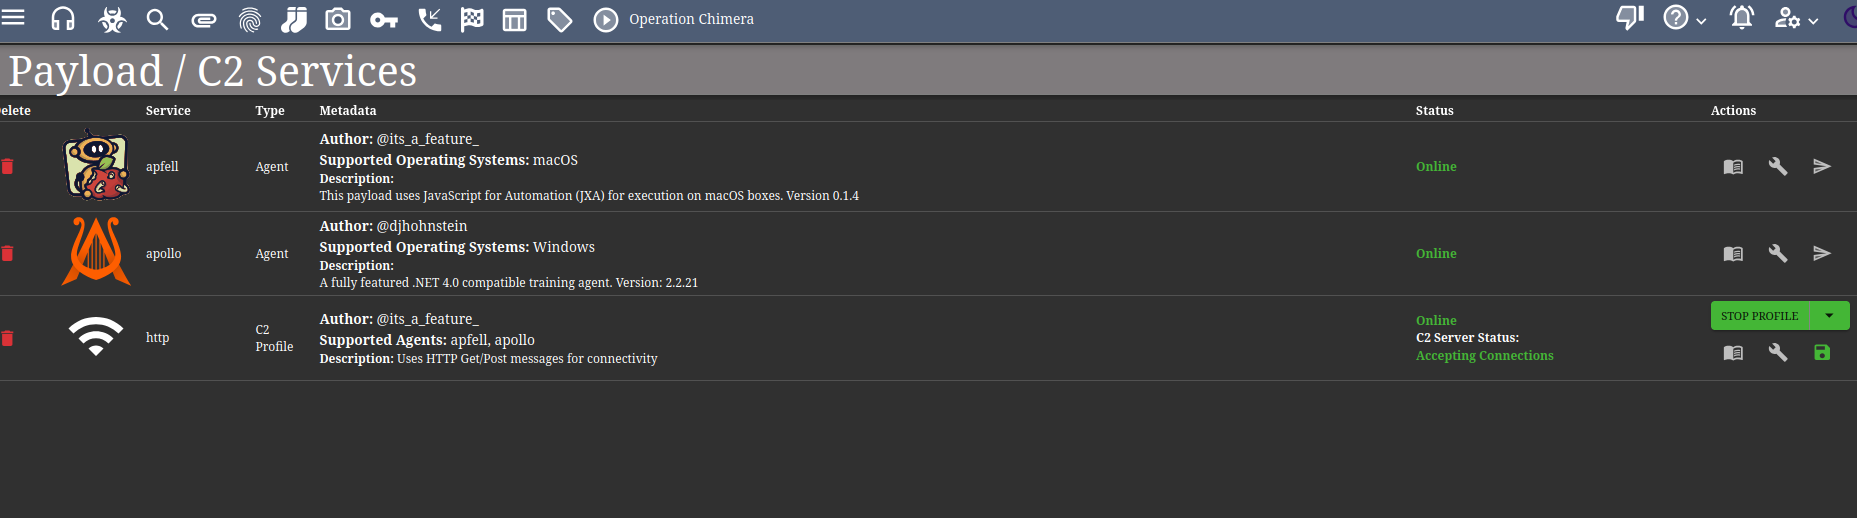 Operation Chimera
Payload / C2 Services
elete Service Type Metadata Status Actions
apfell Agent
Author: @its_a_feature_
Supported Operating Systems: macOS
Description:
This payload uses JavaScript for Automation (JXA) for execution on macOS boxes. Version 0.1.4
Online
apollo Agent
Author: @djhohnstein
Supported Operating Systems: Windows
Description:
A fully featured .NET 4.0 compatible training agent. Version: 2.2.21
Online
http
C2
Profile
Author: @its_a_feature_
Supported Agents: apfell, apollo
Description: Uses HTTP Get/Post messages for connectivity
Online
C2 Server Status:
Accepting Connections
STOP PROFILE